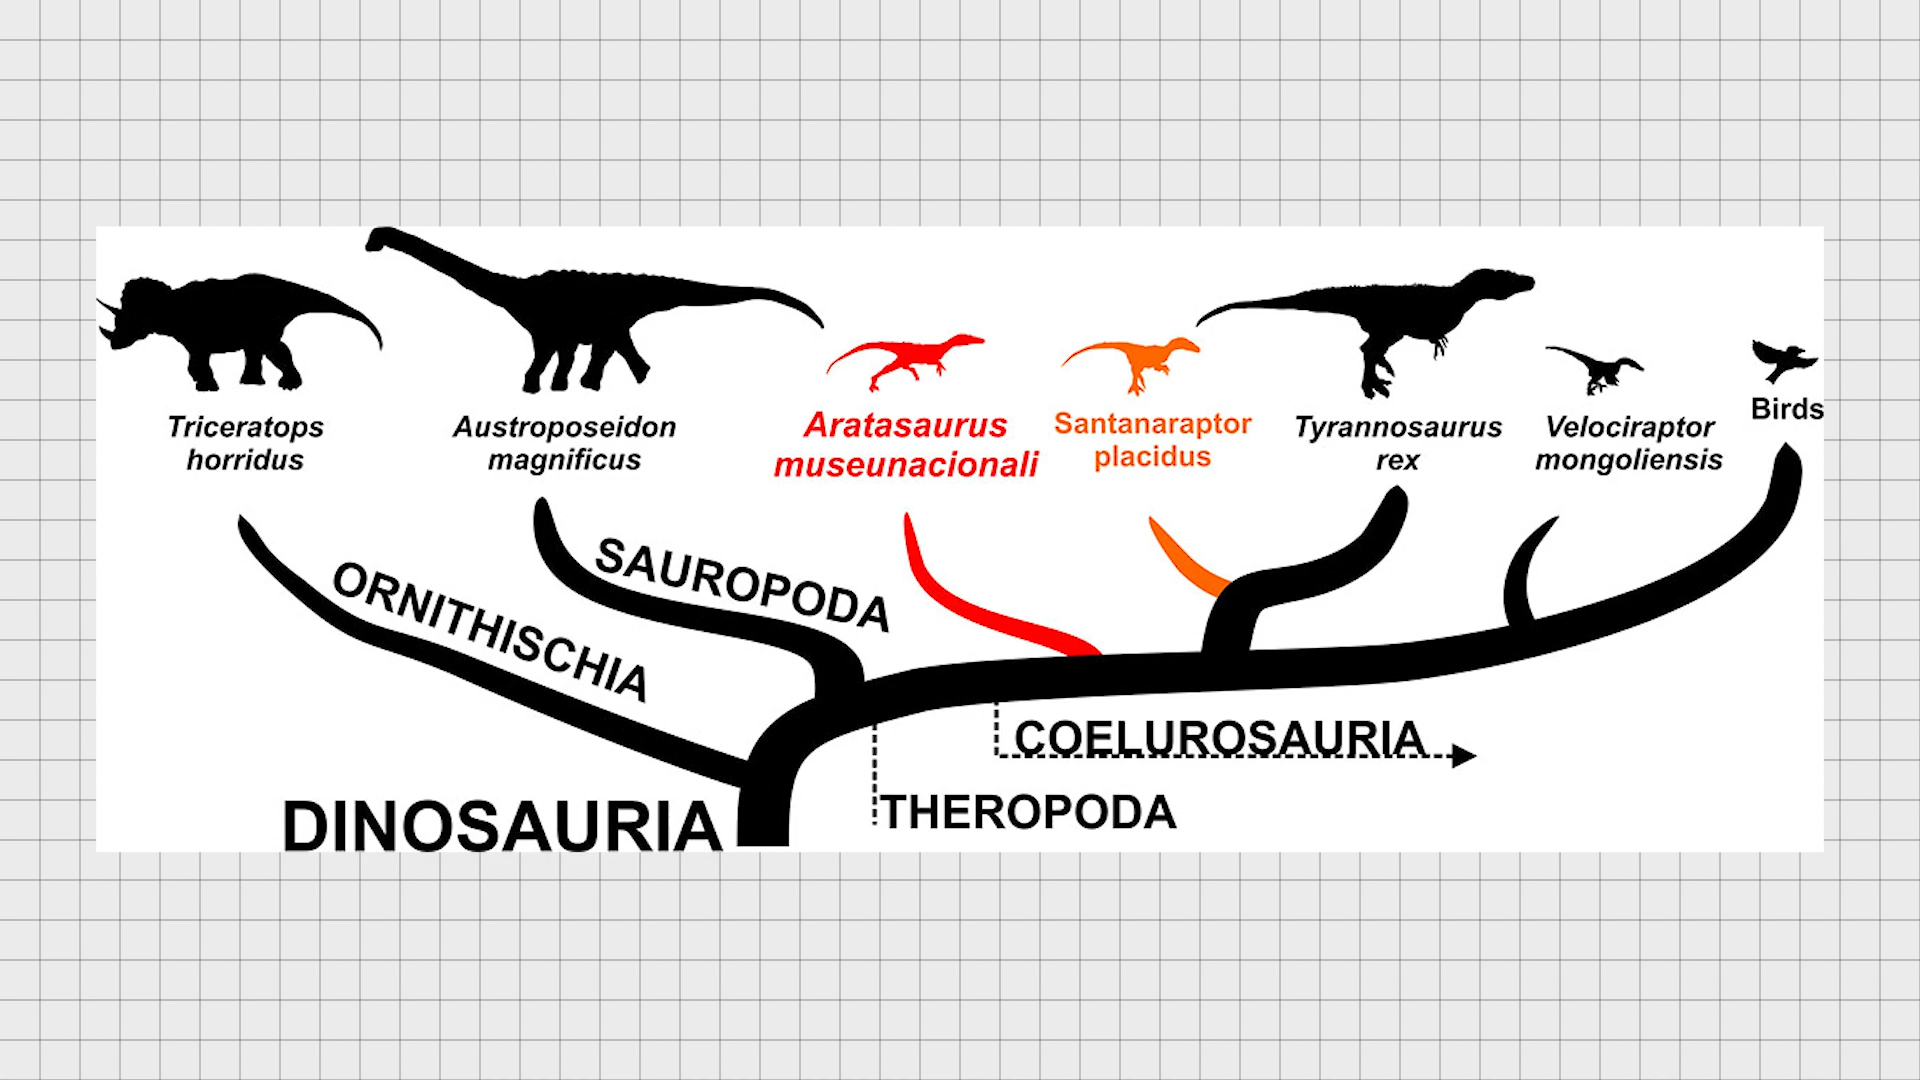 Triceratops
horridus
Austroposeidon
magnificus
Aratasaurus
museunacionali
Santanaraptor
placidus
Tyrannosaurus
rex
Velociraptor
mongoliensis
Birds
ORNITHISCHIA
SAUROPODA
COELUROSAURIA
THEROPODA
DINOSAURIA